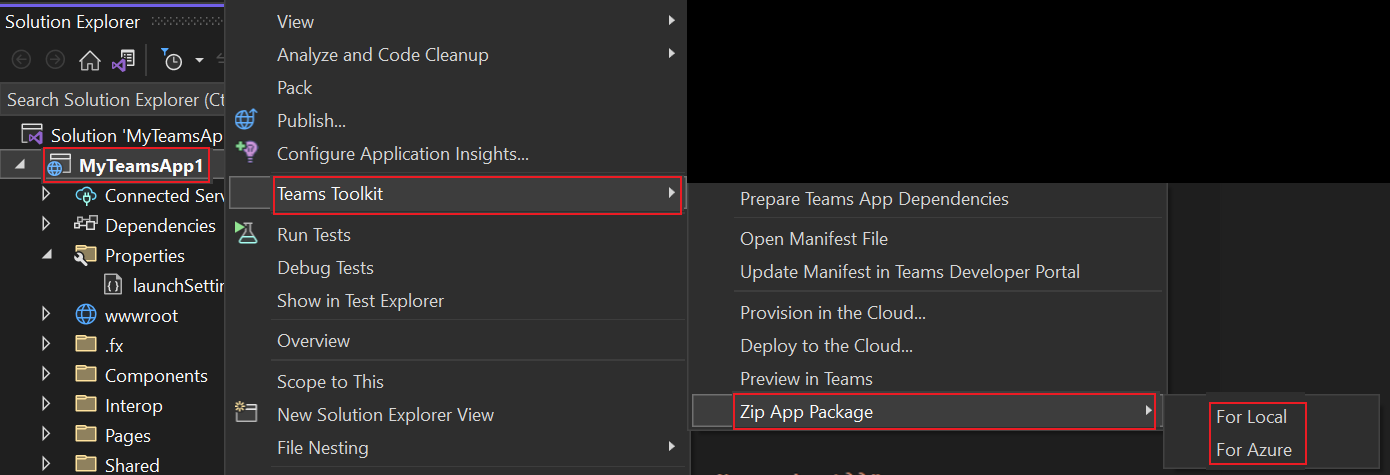 Solution Explorer
Search Solution Explorer (Ct
Solution 'MyTeamsAp
MyTeamsApp1
Connected Serv
Dependencies
Properties
launchSettin
wwwroot
.fx
Components
Interop
Pages
Shared
View
Analyze and Code Cleanup
Pack
Publish...
Configure Application Insights...
Teams Toolkit
Run Tests
Debug Tests
Show in Test Explorer
Overview
Scope to This
New Solution Explorer View
File Nesting
Prepare Teams App Dependencies
Open Manifest File
Update Manifest in Teams Developer Portal
Provision in the Cloud...
Deploy to the Cloud...
Preview in Teams
Zip App Package
For Local
For Azure